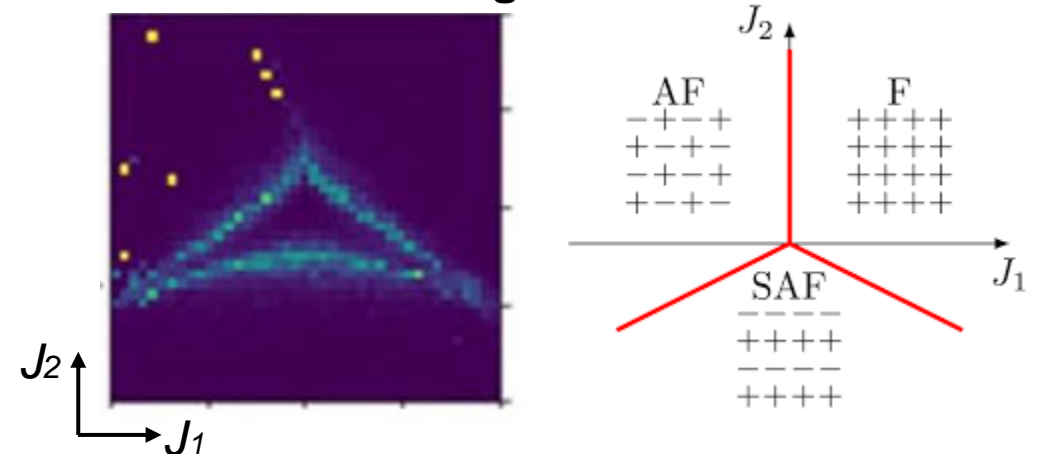 J2
J1
J2
J1
AF
- + - +
+ - + -
- + - +
+ - + -
F
+ + + +
+ + + +
+ + + +
+ + + +
SAF
- - - -
+ + + +
- - - -
+ + + +